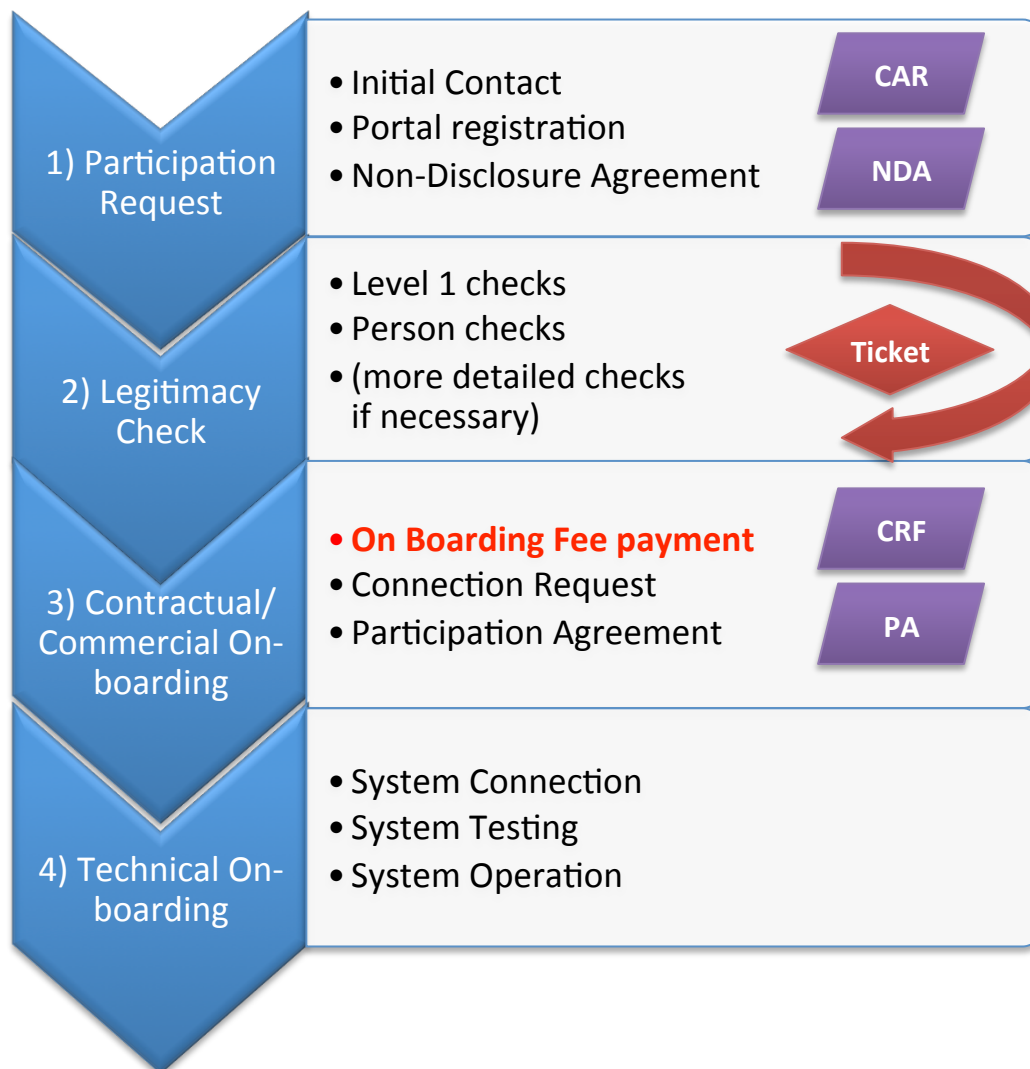 1) Participation
Request
• Initial Contact
• Portal registration
• Non-Disclosure Agreement
CAR
NDA
2) Legitimacy
Check
• Level 1 checks
• Person checks
• (more detailed checks
if necessary)
Ticket
3) Contractual/
Commercial On-
boarding
• On Boarding Fee payment
• Connection Request
• Participation Agreement
CRF
PA
4) Technical On-
boarding
• System Connection
• System Testing
• System Operation